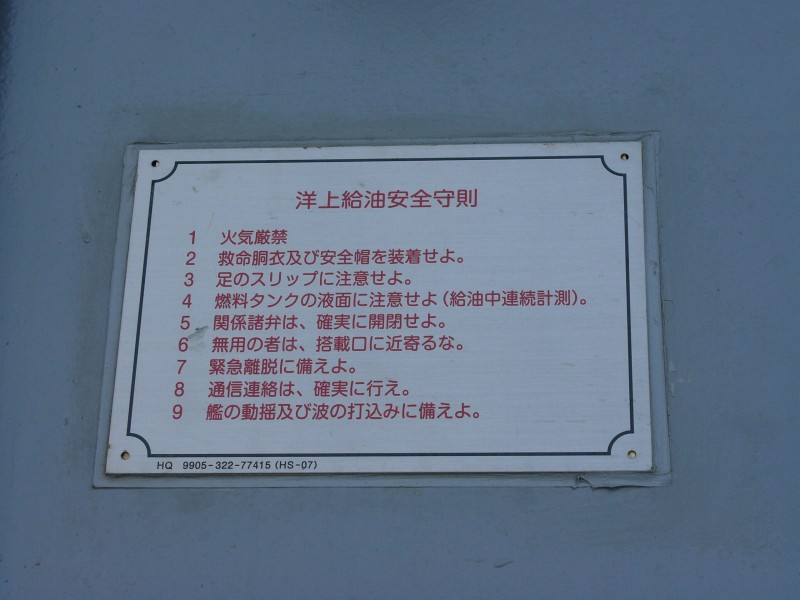 洋上給油安全守則
1 火気厳禁
2 救命胴衣及び安全帽を装着せよ。
3 足のスリップに注意せよ。
4 燃料タンクの液面に注意せよ(給油中連続計測)。
5 関係諸弁は、確実に開閉せよ。
6 無用の者は、搭載口に近寄るな。
7 緊急離脱に備えよ。
8 通信連絡は、確実に行え。
9 艦の動揺及び波の打込みに備えよ。
HQ 9905-322-77415 (HS-07)